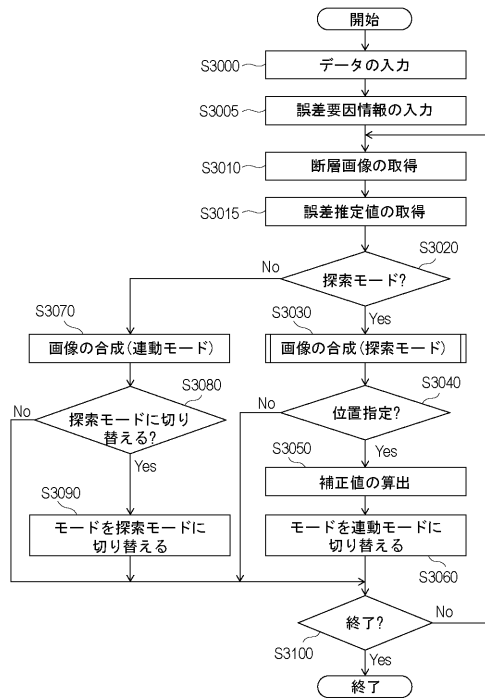 開始
S3000
データの入力
S3005
誤差要因情報の入力
S3010
断層画像の取得
S3015
誤差推定値の取得
S3020
探索モード?
No
Yes
S3070
画像の合成(連動モード)
S3030
画像の合成(探索モード)
S3080
探索モードに切り
替える?
No
Yes
S3040
位置指定?
No
Yes
S3050
補正値の算出
S3090
モードを探索モードに
切り替える
モードを連動モードに
切り替える
S3060
終了?
No
S3100
Yes
終了